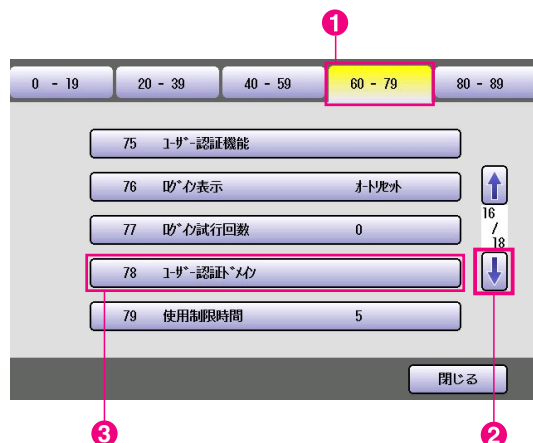 1
0 - 19 20 - 39 40 - 59 60 - 79 80 - 89
75 ﾕｰｻﾞｰ認証機能
76 ﾛｸﾞｲﾝ表示 ｵｰﾄﾘｾｯﾄ
77 ﾛｸﾞｲﾝ試行回数 0
78 ﾕｰｻﾞｰ認証ﾄﾞﾒｲﾝ
79 使用制限時間 5
16
/
18
閉じる
3 2